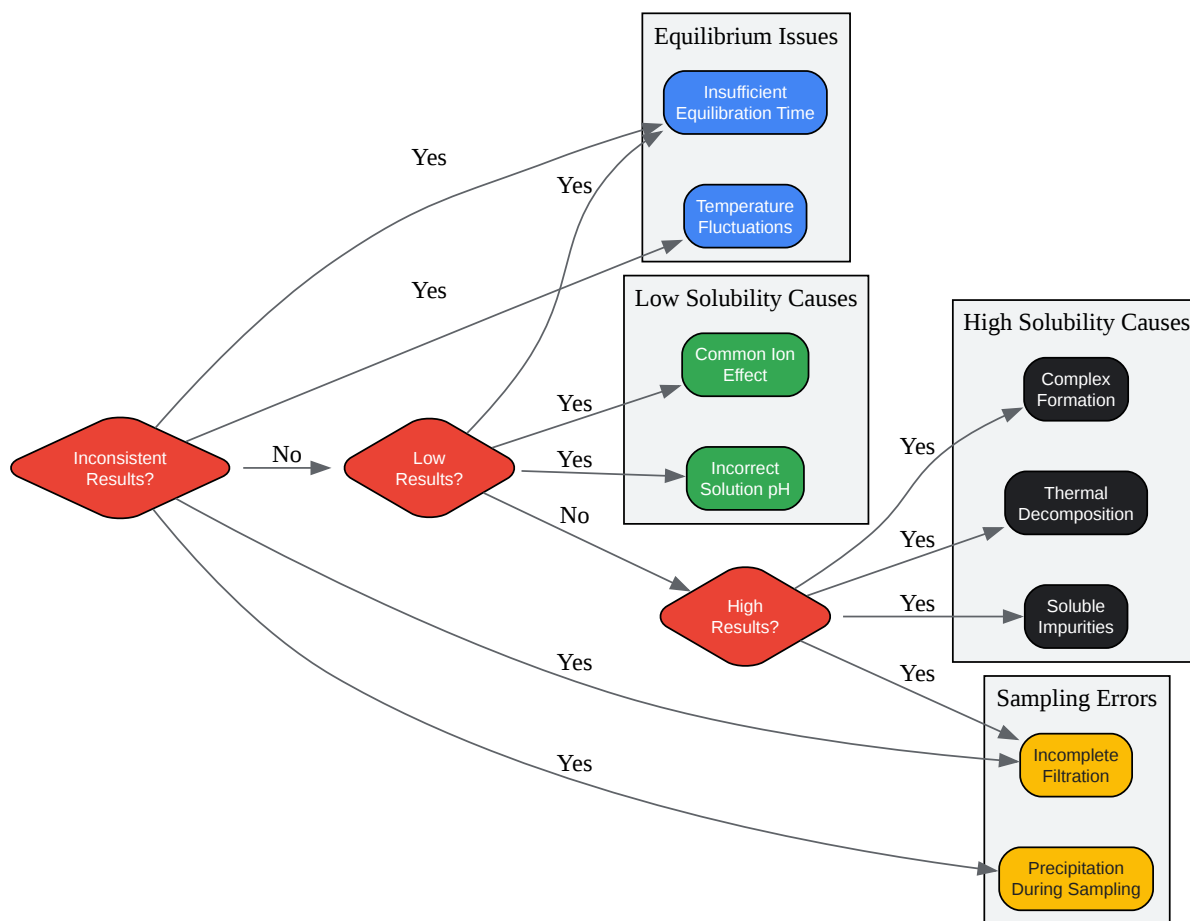 Equilibrium Issues
Insufficient
Equilibration Time
Yes
Yes
Temperature
Fluctuations
Yes
Low Solubility Causes
High Solubility Causes
Common Ion
Effect
Complex
Formation
Yes
Inconsistent
Results?
No
Low
Results?
Yes
Incorrect
Solution pH
Yes
Thermal
Decomposition
No
Yes
High
Results?
Yes
Soluble
Impurities
Yes
Yes
Sampling Errors
Incomplete
Filtration
Yes
Precipitation
During Sampling